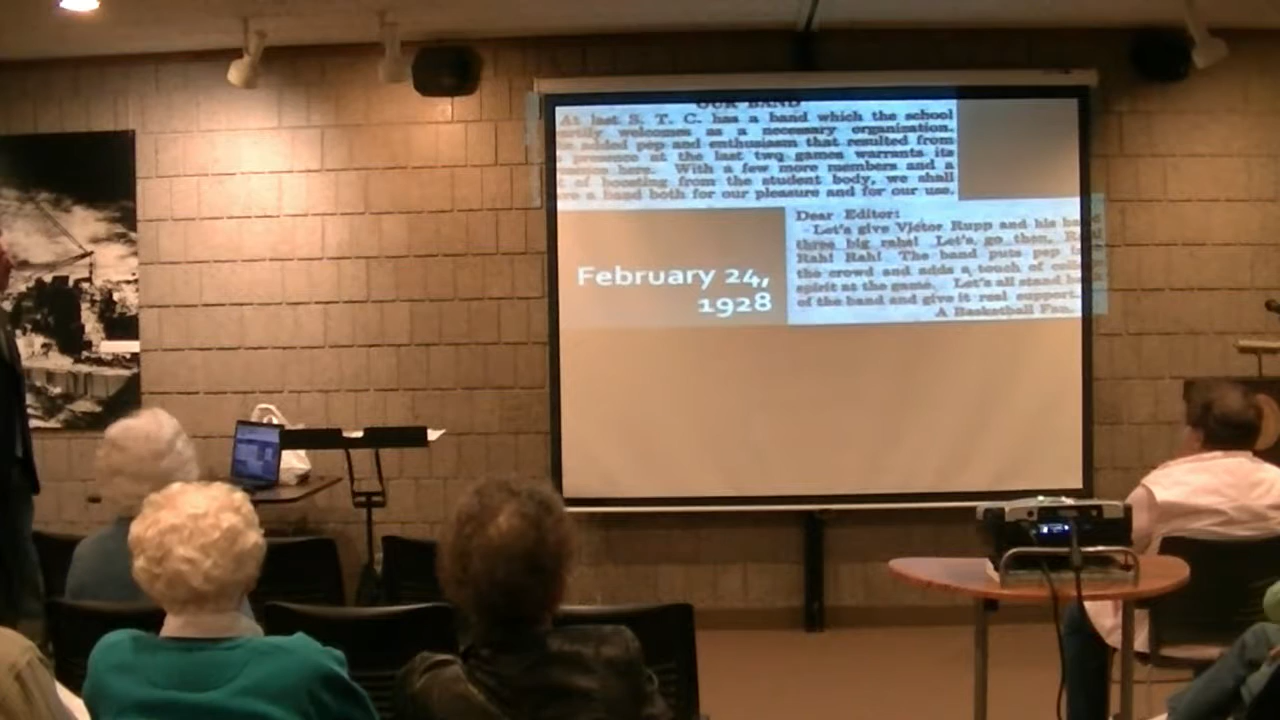 OUR BAND
At last S. T. C. has a band which the school
welcomes as a necessary organization.
added pep and enthusiasm that resulted from
presence at the last two games warrants its
here. With a few more members and a
of boosting from the student body, we shall
a band both for our pleasure and for our use.
Dear Editor:
Let's give Victor Rupp and his
three big rahs! Let's go then,
Rah! Rah! The band puts pep
the crowd and adds a touch of
spirit at the game. Let's all stand
of the band and give it real support.
A Basketball Fan.
February 24,
1928